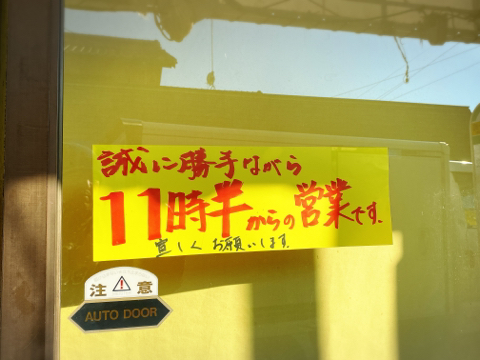 誠に勝手ながら
11時半からの営業です.
宜しくお願いします.
注意
AUTO DOOR